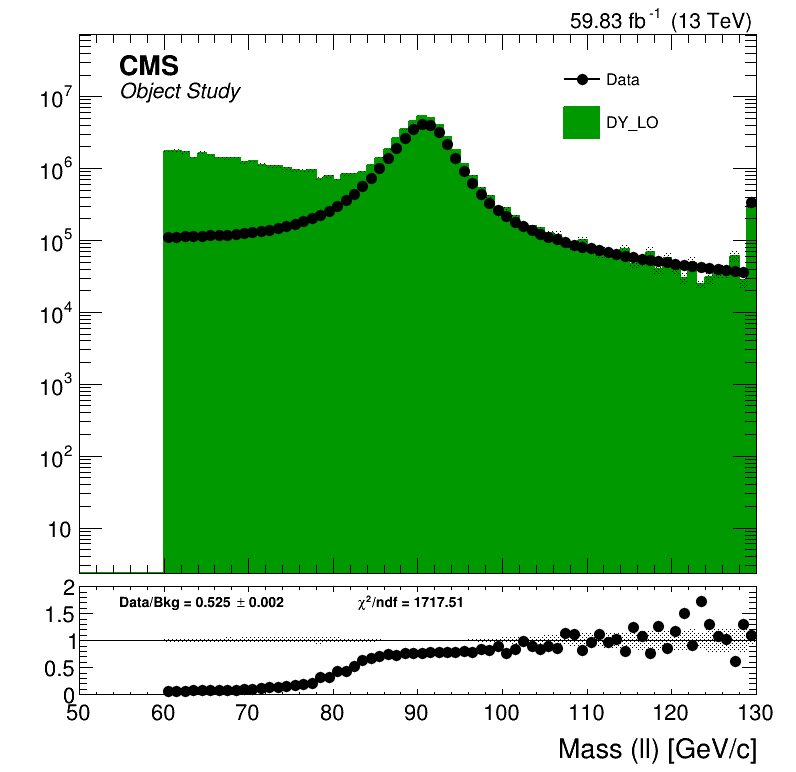 59.83 fb⁻¹ (13 TeV)
CMS
Object Study
Data
DY_LO
10⁷
10⁶
10⁵
10⁴
10³
10²
10
Data/Bkg = 0.525 ± 0.002
χ²/ndf = 1717.51
2
1.5
1
0.5
0
50 60 70 80 90 100 110 120 130
Mass (ll) [GeV/c]